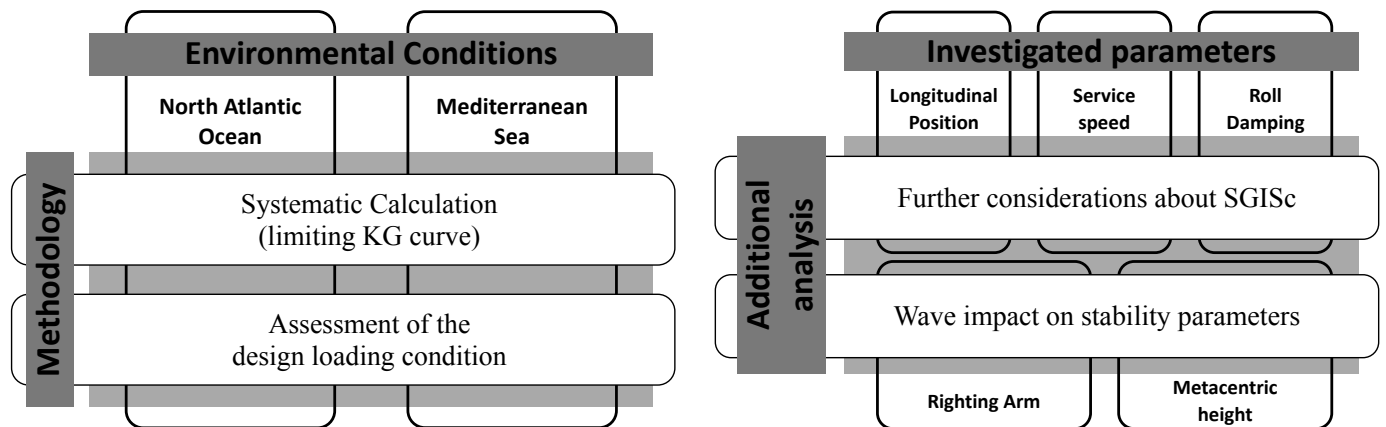 Environmental Conditions
North Atlantic
Ocean
Mediterranean
Sea
Methodology
Systematic Calculation
(limiting KG curve)
Assessment of the
design loading condition
Investigated parameters
Longitudinal
Position
Service
speed
Roll
Damping
Additional
analysis
Further considerations about SGISc
Wave impact on stability parameters
Righting Arm
Metacentric
height